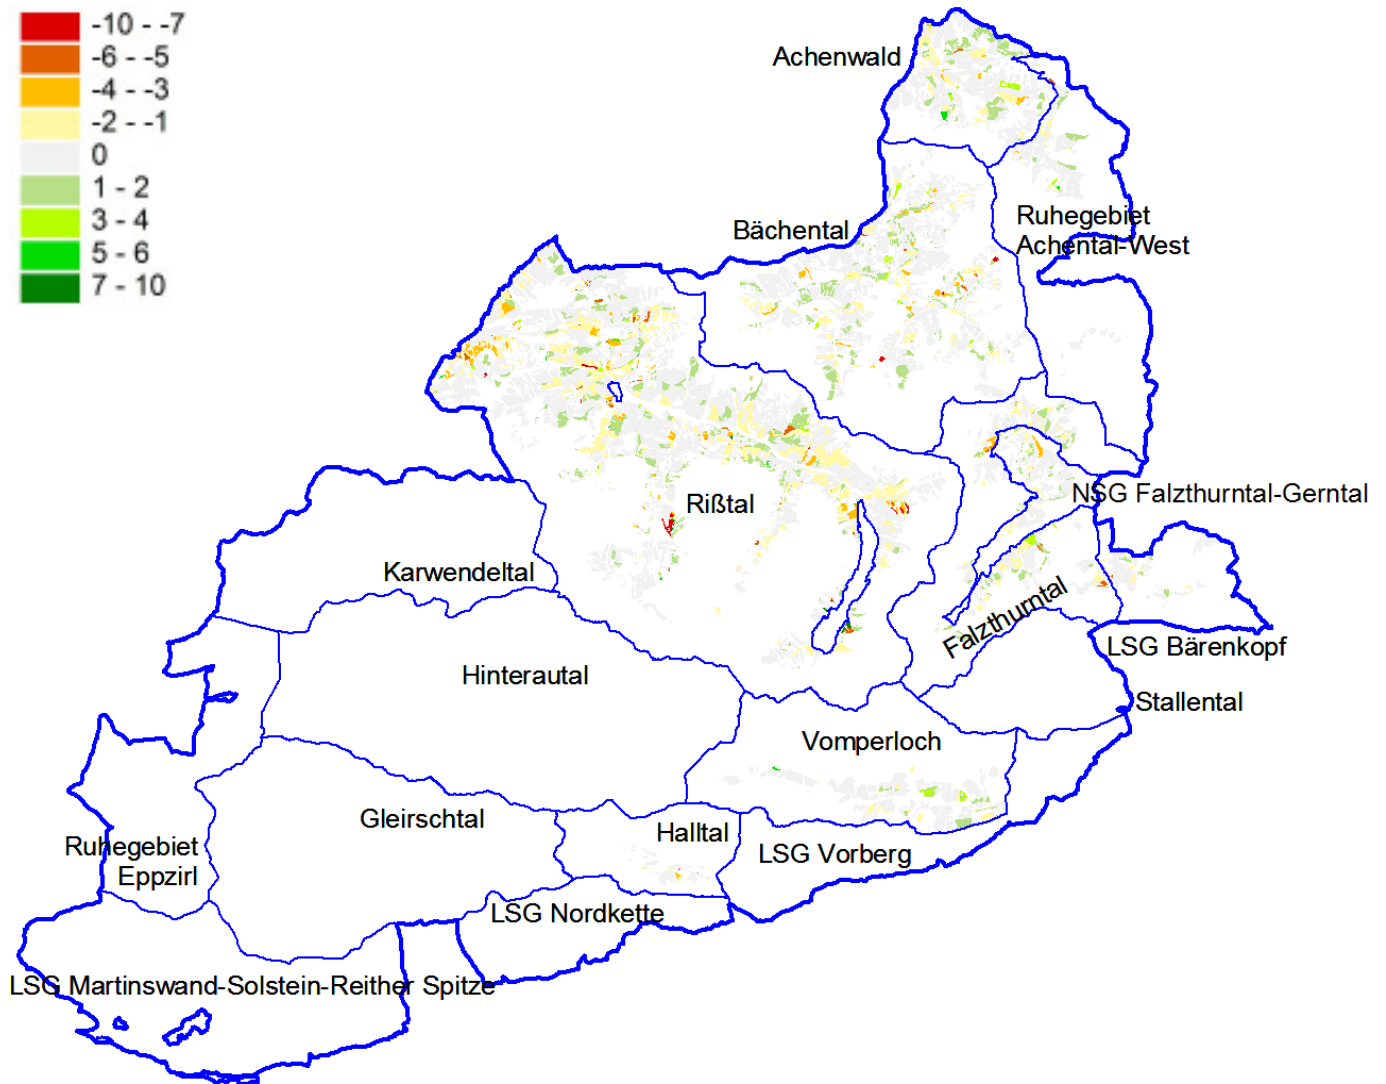 -10 - -7
-6 - -5
-4 - -3
-2 - -1
0
1 - 2
3 - 4
5 - 6
7 - 10
Achenwald
Bächental
Ruhegebiet
Achental-West
Rißtal
NSG Falzthurntal-Gerntal
Karwendeltal
Falzthurntal
LSG Bärenkopf
Hinterautal
Stallental
Vomperloch
Gleirschtal
Halltal
Ruhegebiet
Eppzirl
LSG Vorberg
LSG Nordkette
LSG Martinswand-Solstein-Reither Spitze